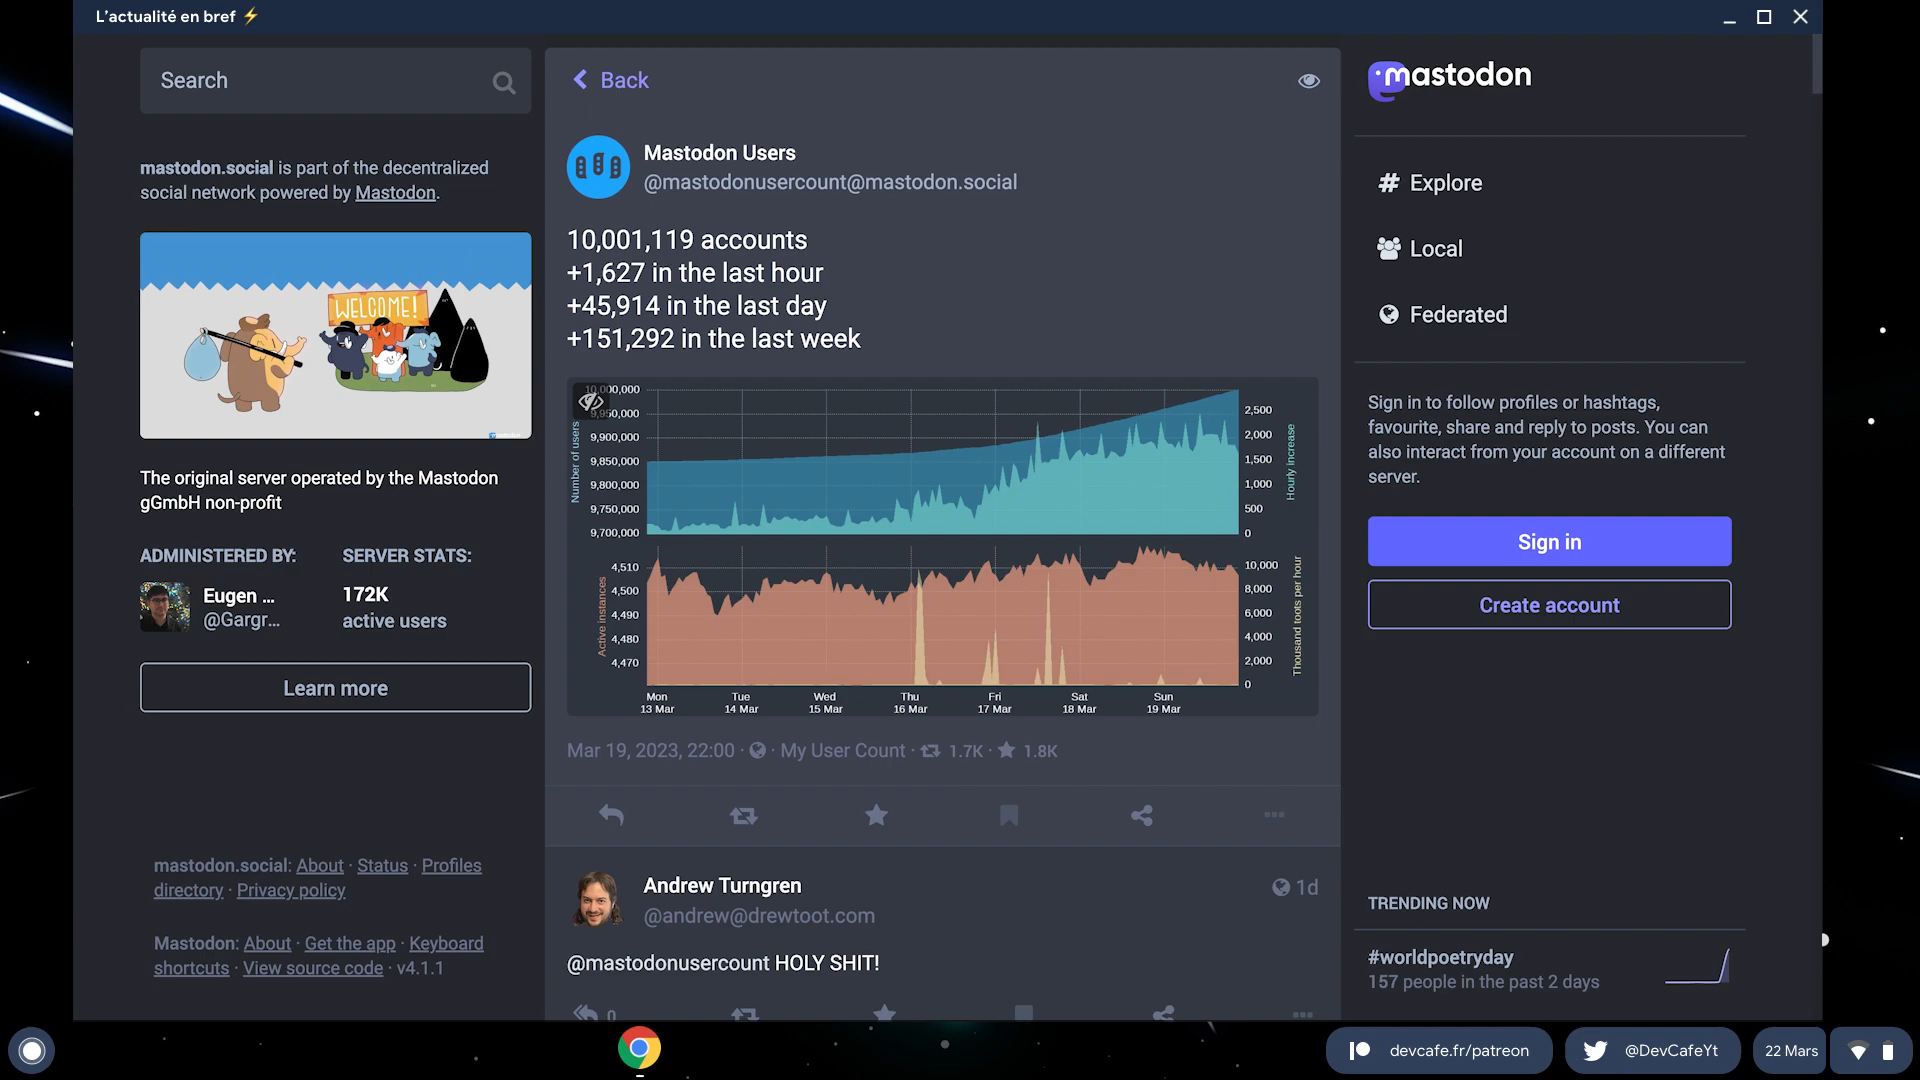 L'actualité en bref ⚡
Search
mastodon.social is part of the decentralized
social network powered by Mastodon.
WELCOME!
mastodon
The original server operated by the Mastodon
gGmbH non-profit
ADMINISTERED BY:
Eugen ...
@Gargr...
SERVER STATS:
172K
active users
Learn more
mastodon.social: About · Status · Profiles
directory · Privacy policy
Mastodon: About · Get the app · Keyboard
shortcuts · View source code · v4.1.1
Back
Mastodon Users
@mastodonusercount@mastodon.social
10,001,119 accounts
+1,627 in the last hour
+45,914 in the last day
+151,292 in the last week
Number of users
10,000,000
9,950,000
9,900,000
9,850,000
9,800,000
9,750,000
9,700,000
2,500
2,000
1,500
1,000
500
0
Hourly increase
Active instances
4,510
4,500
4,490
4,480
4,470
10,000
8,000
6,000
4,000
2,000
0
Thousand toots per hour
Mon Tue Wed Thu Fri Sat Sun
13 Mar 14 Mar 15 Mar 16 Mar 17 Mar 18 Mar 19 Mar
Mar 19, 2023, 22:00 · · My User Count · 1.7K · 1.8K
Andrew Turngren
1d
@andrew@drewtoot.com
@mastodonusercount HOLY SHIT!
0
mastodon
# Explore
Local
Federated
Sign in to follow profiles or hashtags,
favourite, share and reply to posts. You can
also interact from your account on a different
server.
Sign in
Create account
TRENDING NOW
#worldpoetryday
157 people in the past 2 days
devcafe.fr/patreon
@DevCafeYt
22 Mars